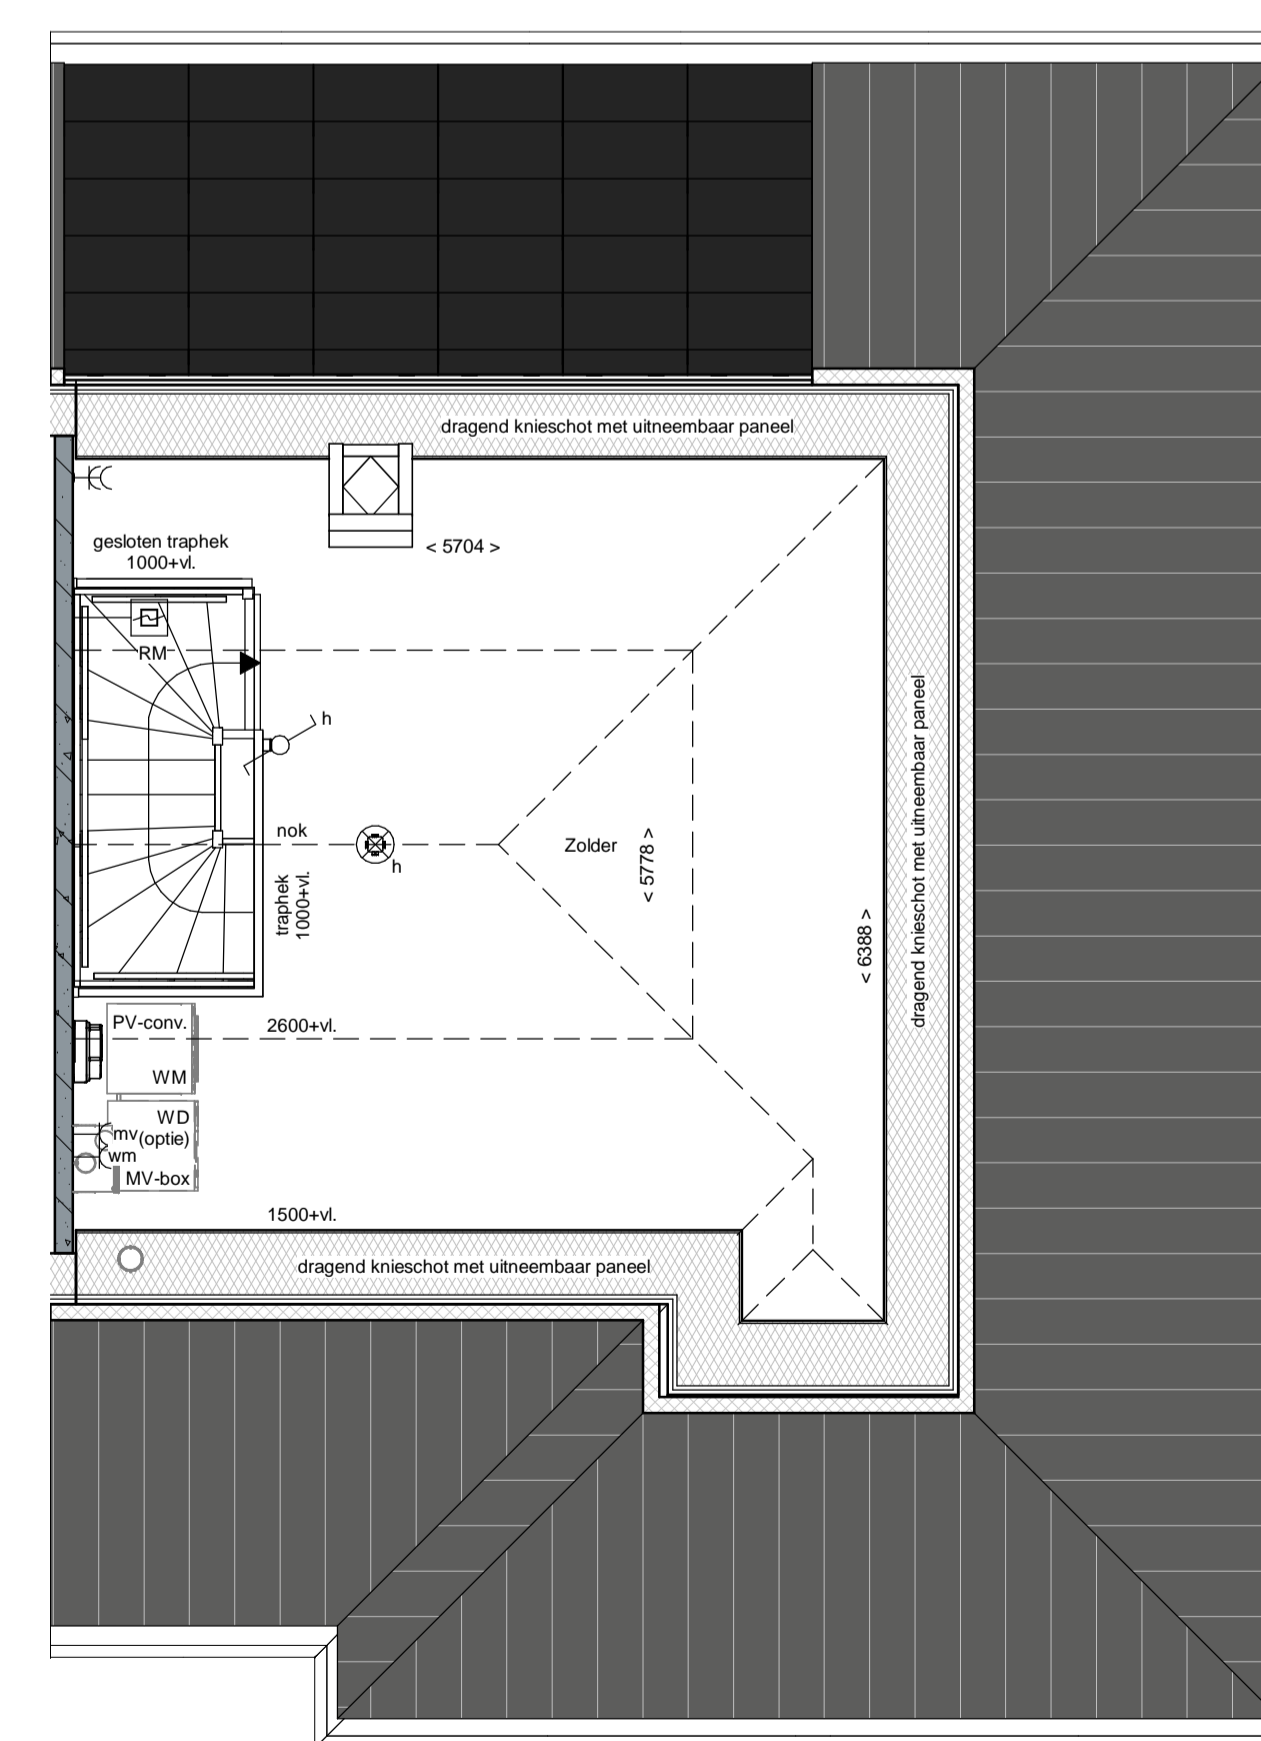 dragend knieschot met uitneembaar paneel
gesloten traphek
1000+vl.
< 5704 >
RM
h
dragend knieschot met uitneembaar paneel
nok
h
Zolder
< 5778 >
traphek
1000+vl.
< 6388 >
PV-conv.
2600+vl.
WM
WD
mv(optie)
wm
MV-box
1500+vl.
dragend knieschot met uitneembaar paneel